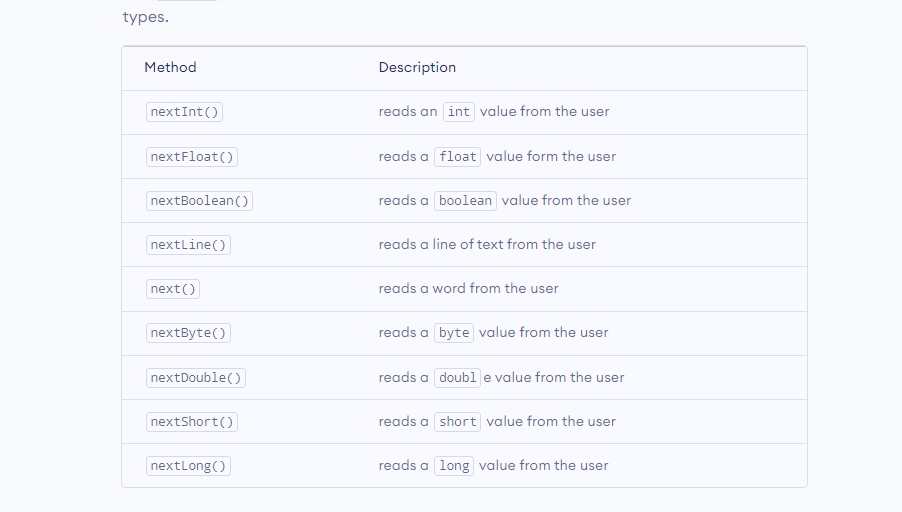 types.
Method Description
nextInt() reads an int value from the user
nextFloat() reads a float value form the user
nextBoolean() reads a boolean value from the user
nextLine() reads a line of text from the user
next() reads a word from the user
nextByte() reads a byte value from the user
nextDouble() reads a doubl e value from the user
nextShort() reads a short value from the user
nextLong() reads a long value from the user